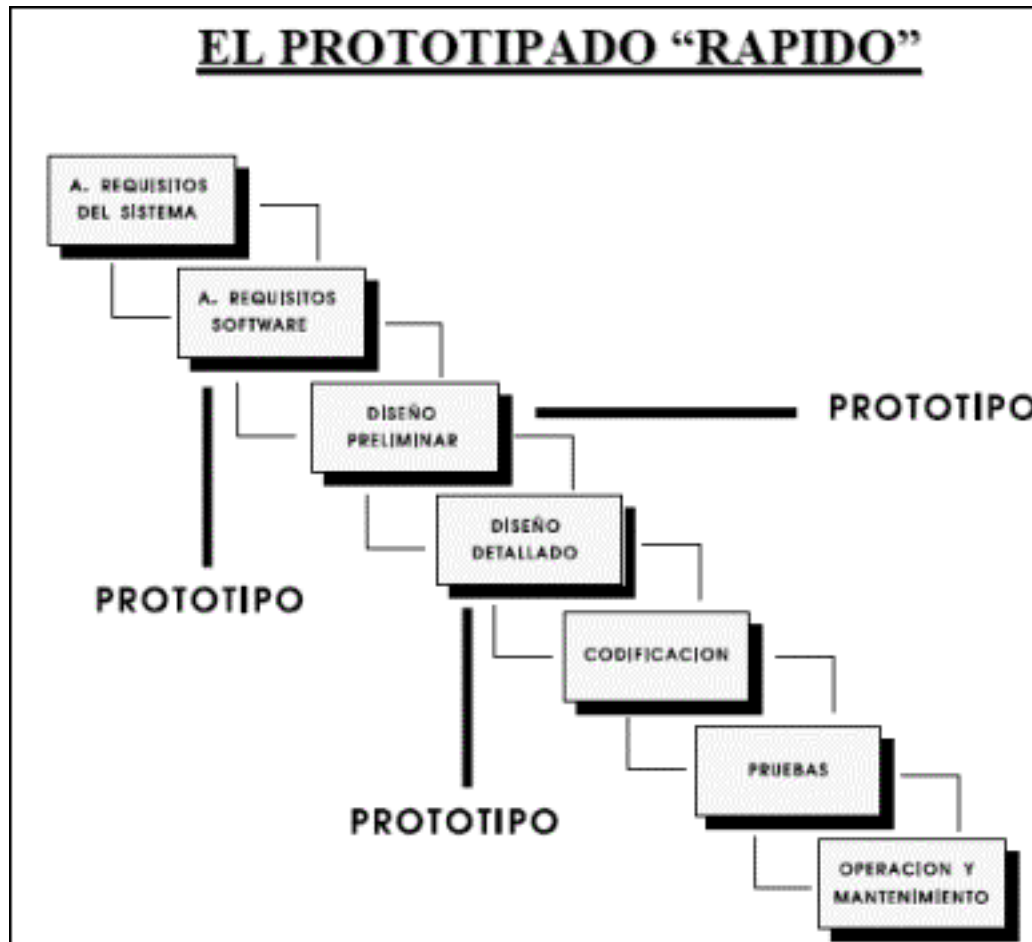 EL PROTOTIPADO “RAPIDO”
A. REQUISITOS
DEL SISTEMA
A. REQUISITOS
SOFTWARE
DISEÑO
PRELIMINAR
PROTOTIPO
DISEÑO
DETALLADO
PROTOTIPO
CODIFICACION
PRUEBAS
PROTOTIPO
OPERACION Y
MANTENIMIENTO